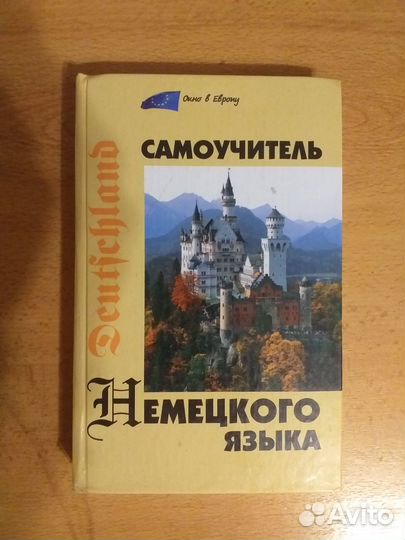 Окно в Европу
САМОУЧИТЕЛЬ
Deutschland
НЕМЕЦКОГО
ЯЗЫКА
Avito